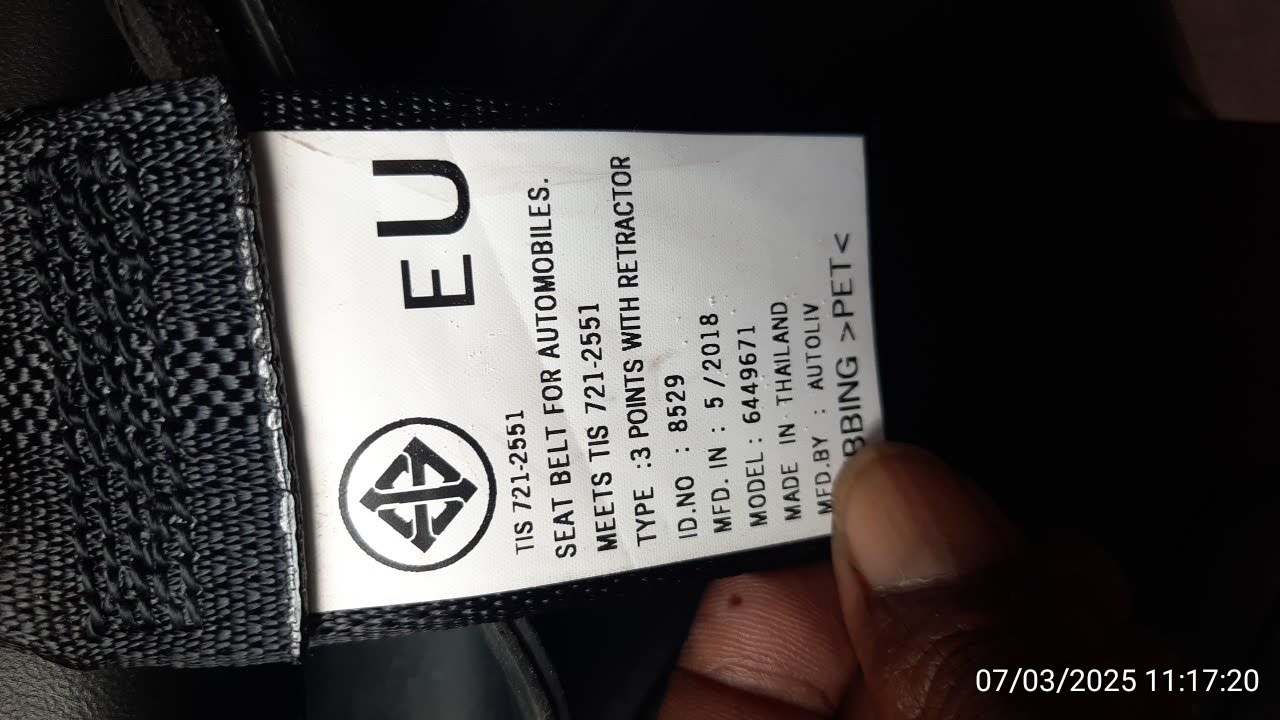 EU
TIS 721-2551
SEAT BELT FOR AUTOMOBILES.
MEETS TIS 721-2551
TYPE :3 POINTS WITH RETRACTOR
ID.NO : 8529
MFD. IN : 5 / 2018
MODEL : 6449671
MADE IN THAILAND
MFD.BY : AUTOLIV
BBING >PET<
07/03/2025 11:17:20